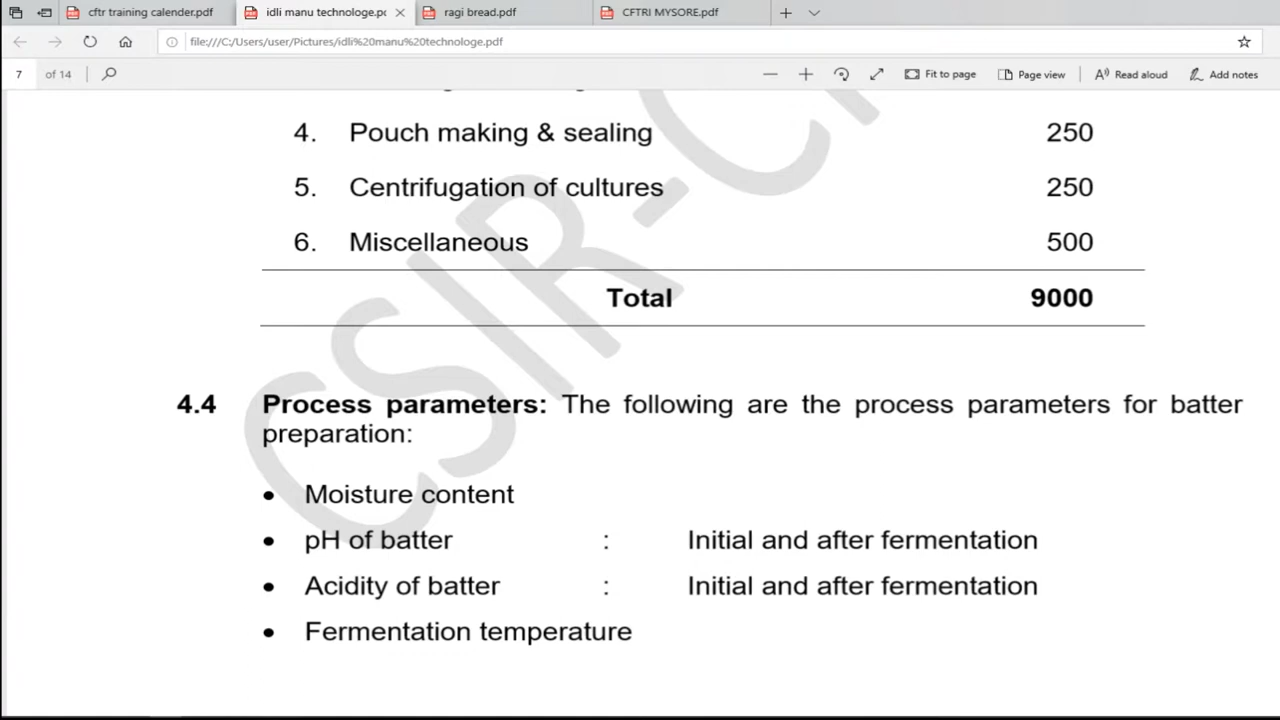 cftr training calender.pdf
idli manu technologe.pd
ragi bread.pdf
CFTRI MYSORE.pdf
file:///C:/Users/user/Pictures/idli%20manu%20technologe.pdf
7 of 14
Fit to page
Page view
Read aloud
Add notes
4. Pouch making & sealing 250
5. Centrifugation of cultures 250
6. Miscellaneous 500
Total 9000
4.4 Process parameters: The following are the process parameters for batter
preparation:
• Moisture content
• pH of batter : Initial and after fermentation
• Acidity of batter : Initial and after fermentation
• Fermentation temperature
CSIR-C